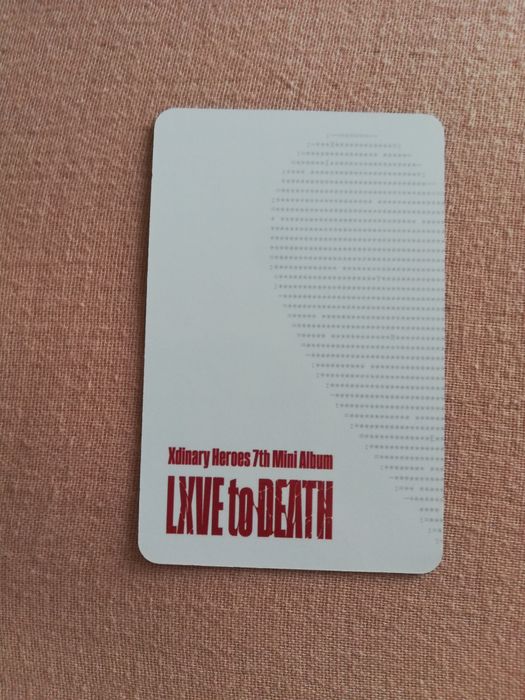 Xdinary Heroes 7th Mini Album
LXVE to DEATH